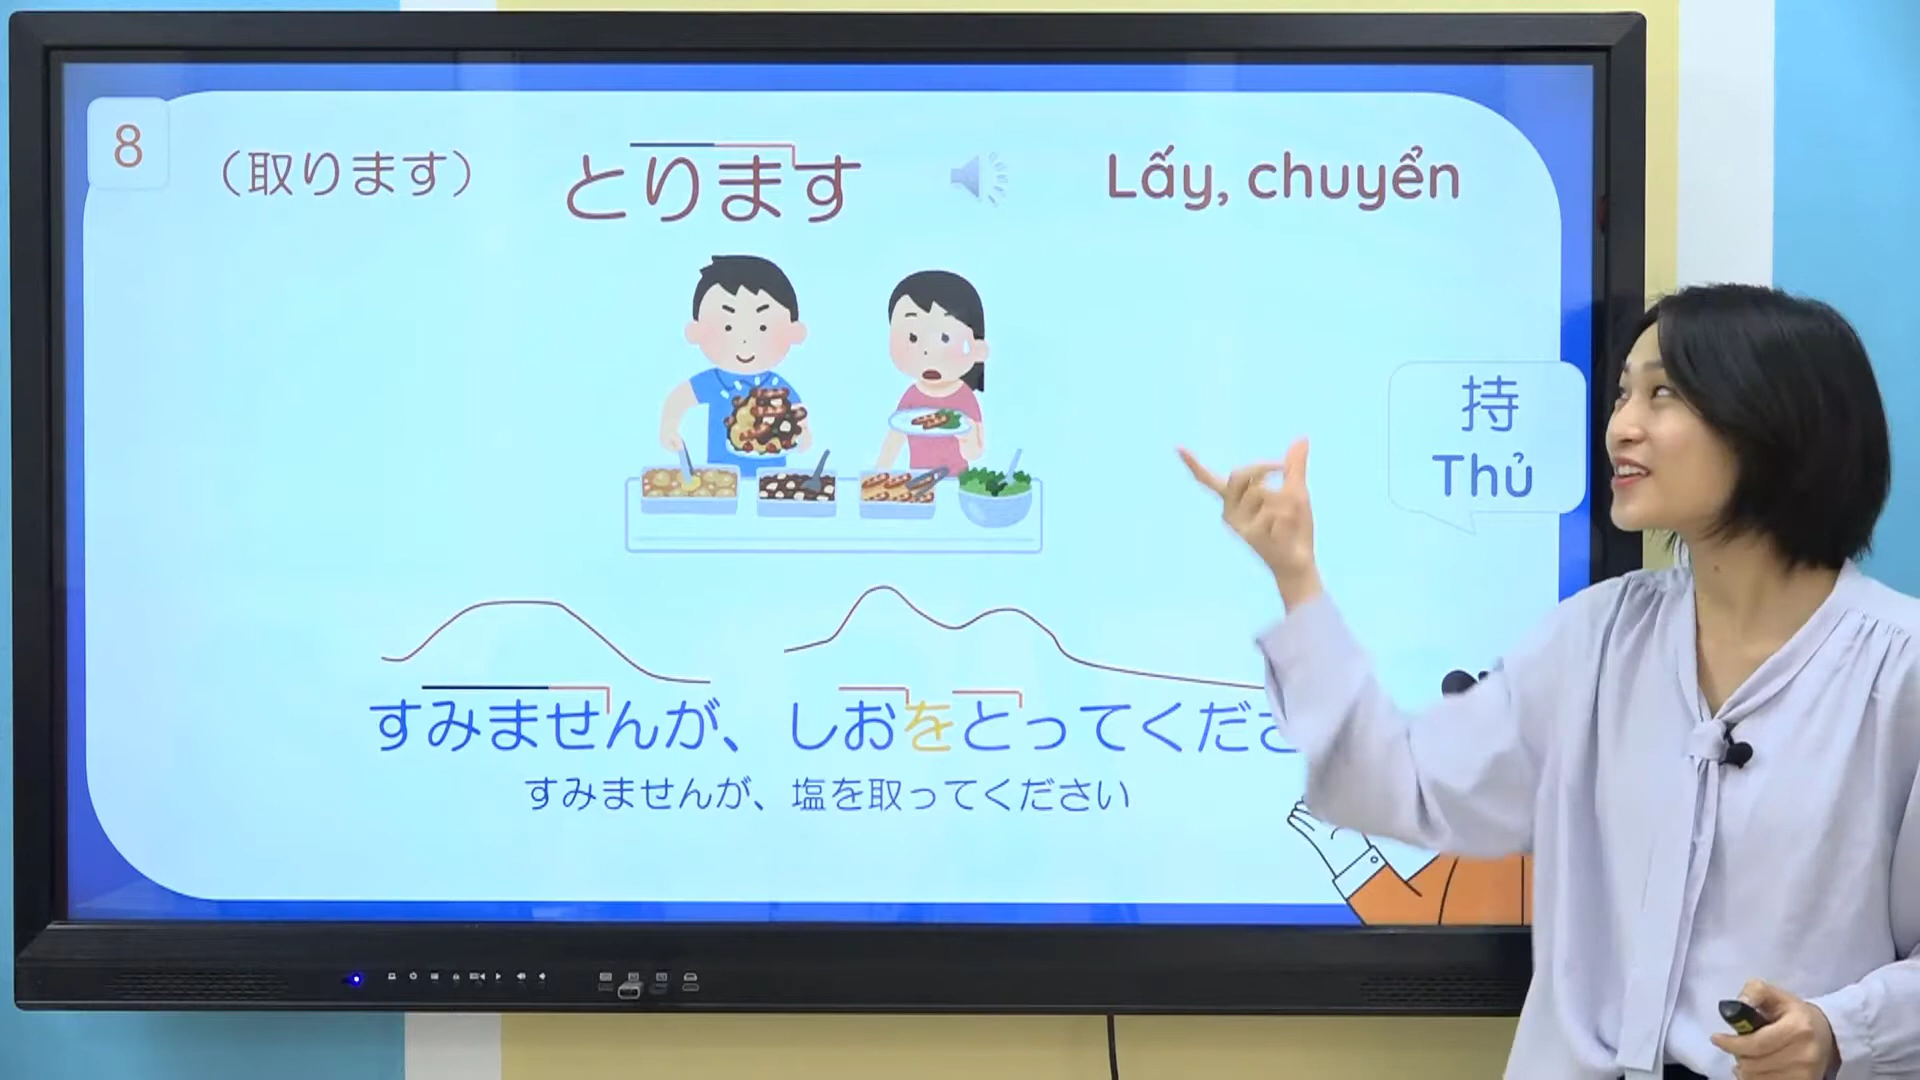 8
（取ります）
とります
Lấy, chuyển
持
Thủ
すみませんが、しおをとってくださ
すみませんが、塩を取ってください